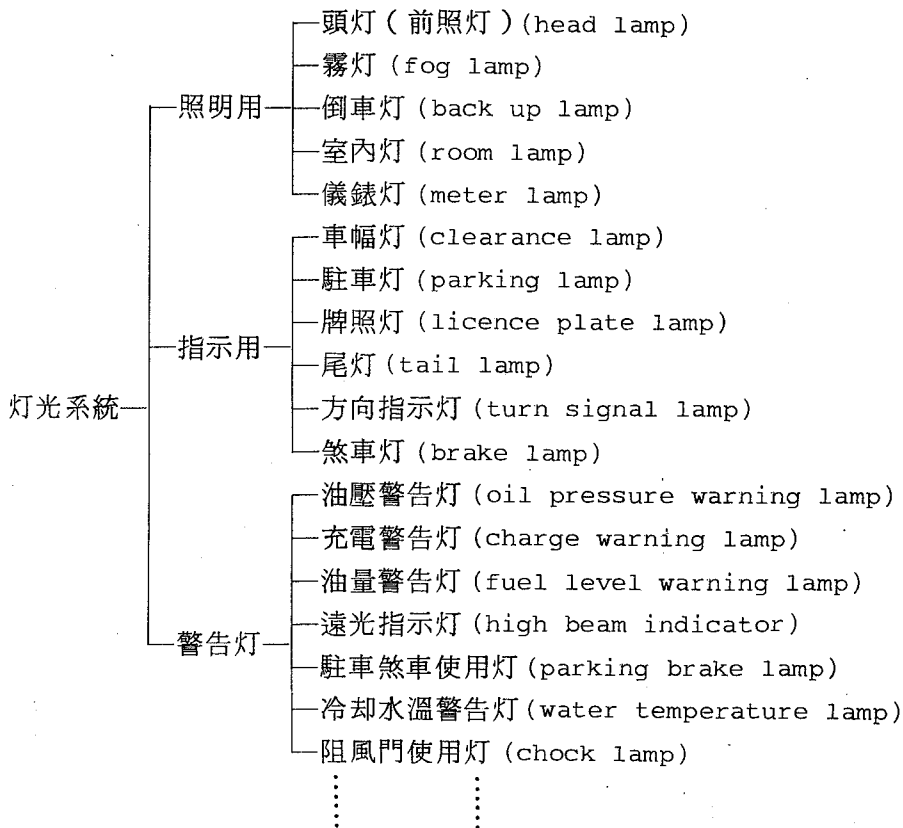 頭灯(前照灯)(head lamp)
霧灯(fog lamp)
照明用
倒車灯(back up lamp)
室內灯(room lamp)
儀錶灯(meter lamp)
車幅灯(clearance lamp)
駐車灯(parking lamp)
牌照灯(licence plate lamp)
指示用
尾灯(tail lamp)
灯光系統
方向指示灯(turn signal lamp)
煞車灯(brake lamp)
油壓警告灯(oil pressure warning lamp)
充電警告灯(charge warning lamp)
油量警告灯(fuel level warning lamp)
遠光指示灯(high beam indicator)
警告灯
駐車煞車使用灯(parking brake lamp)
冷却水溫警告灯(water temperature lamp)
阻風門使用灯(chock lamp)